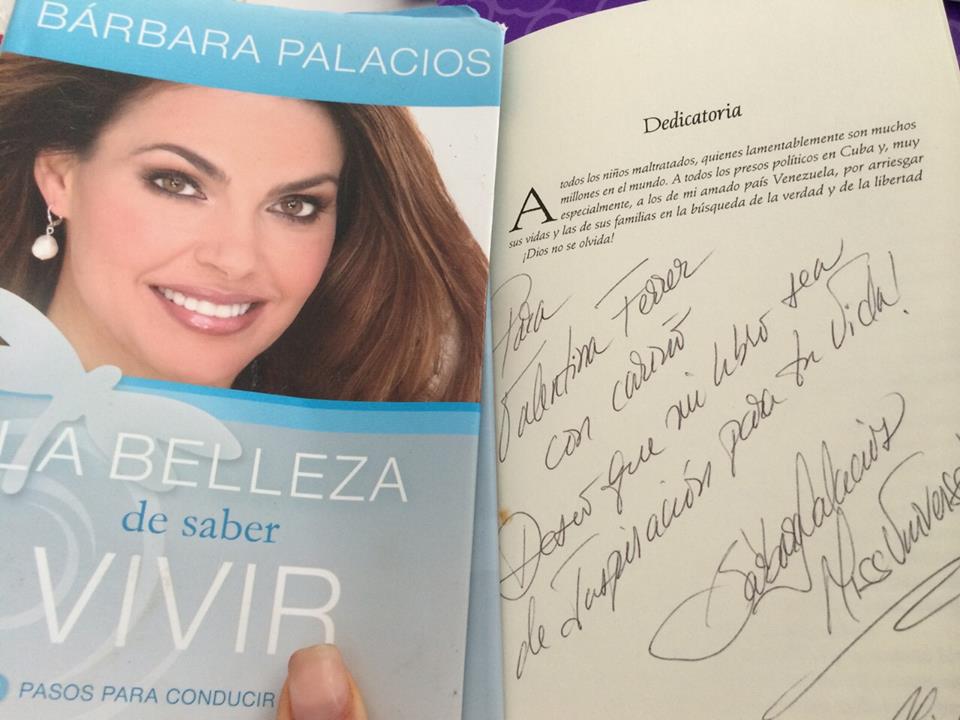 BÁRBARA PALACIOS
LA BELLEZA
de saber
VIVIR
PASOS PARA CONDUCIR
Dedicatoria
A todos los niños maltratados, quienes lamentablemente son muchos
millones en el mundo. A todos los presos políticos en Cuba y, muy
especialmente, a los de mi amado país Venezuela, por arriesgar
sus vidas y las de sus familias en la búsqueda de la verdad y de la libertad
¡Dios no se olvida!
Para
Valentina Ferrer
con cariño
Deseo que mi libro sea
de Inspiración para tu vida!
Bárbara Palacios
Miss Universe